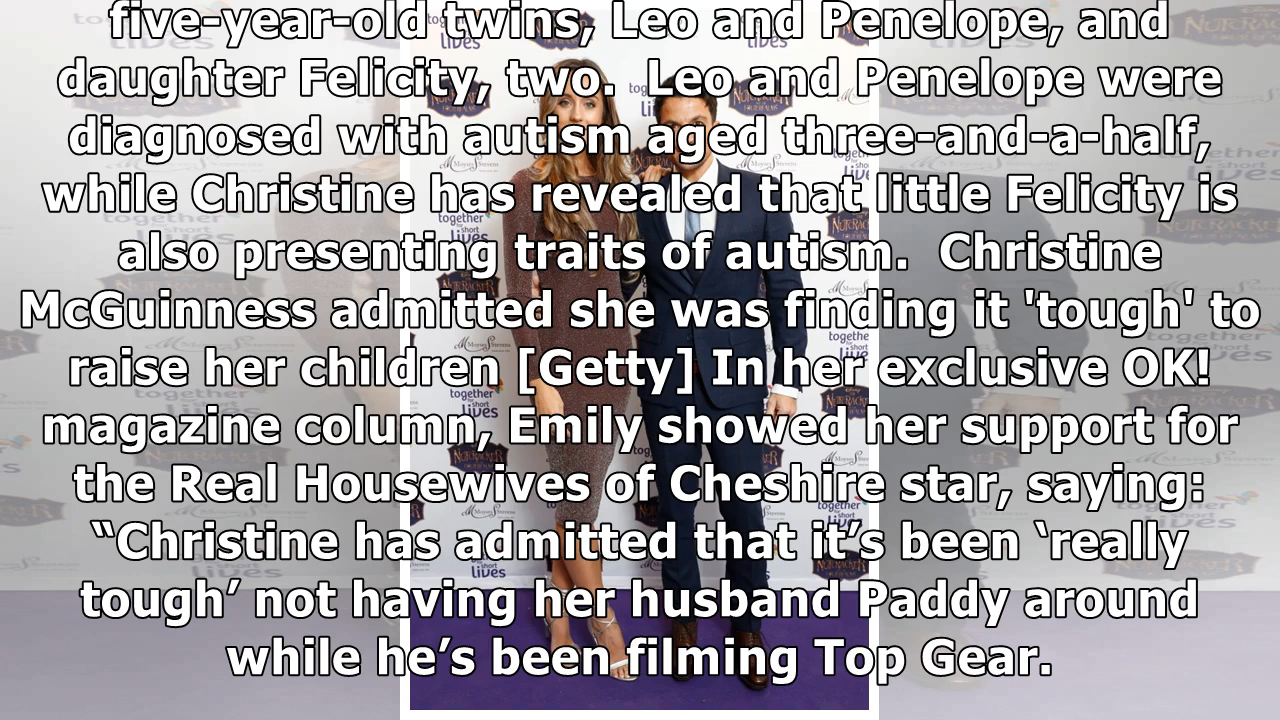 five-year-old twins, Leo and Penelope, and
daughter Felicity, two.  Leo and Penelope were
diagnosed with autism aged three-and-a-half,
while Christine has revealed that little Felicity is
also presenting traits of autism.  Christine
McGuinness admitted she was finding it 'tough' to
raise her children [Getty] In her exclusive OK!
magazine column, Emily showed her support for
the Real Housewives of Cheshire star, saying:
“Christine has admitted that it’s been ‘really
tough’ not having her husband Paddy around
while he’s been filming Top Gear.